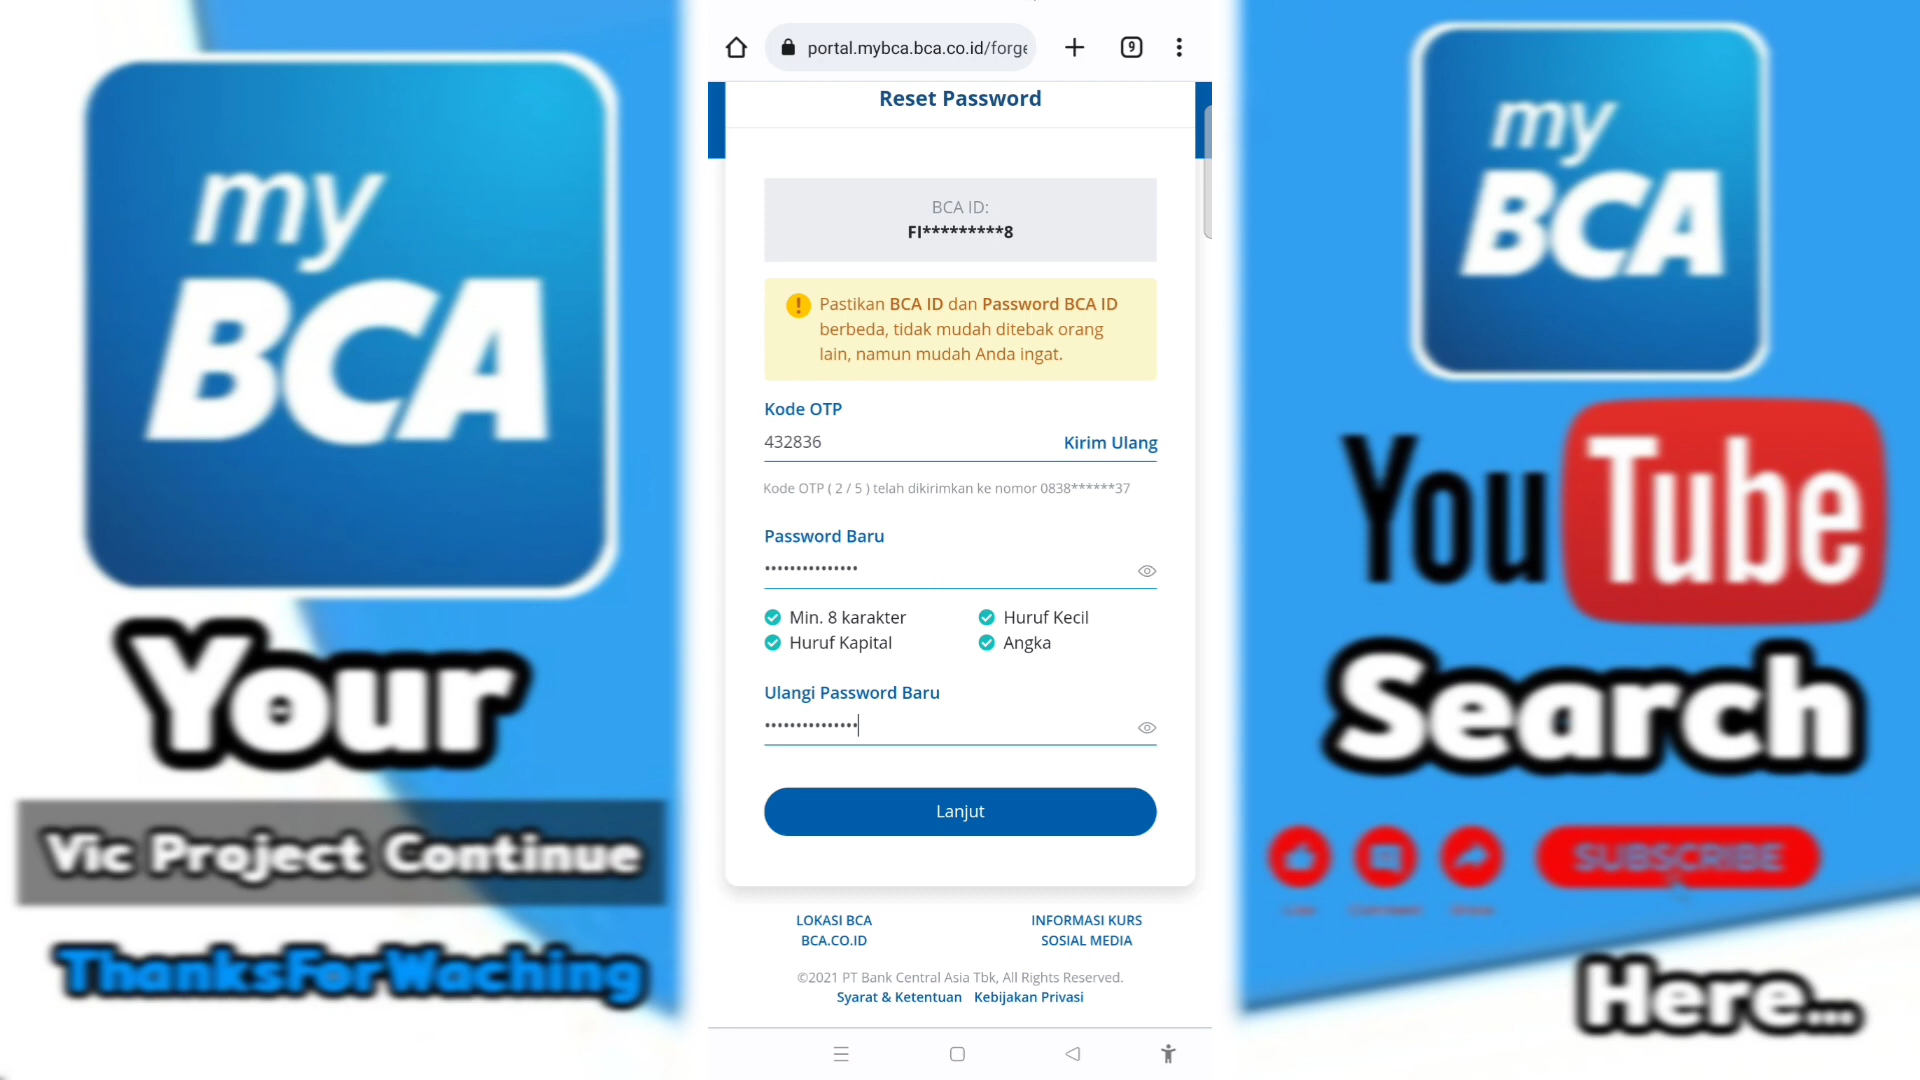 my
BCA
Your
Vic Project Continue
ThanksForWaching
portal.mybca.bca.co.id/forg
9
Reset Password
BCA ID:
FI*********8
Pastikan BCA ID dan Password BCA ID
berbeda, tidak mudah ditebak orang
lain, namun mudah Anda ingat.
Kode OTP
432836
Kirim Ulang
Kode OTP ( 2 / 5 ) telah dikirimkan ke nomor 0838******37
Password Baru
•••••••••••••••
Min. 8 karakter
Huruf Kecil
Huruf Kapital
Angka
Ulangi Password Baru
•••••••••••••••
Lanjut
LOKASI BCA
INFORMASI KURS
BCA.CO.ID
SOSIAL MEDIA
©2021 PT Bank Central Asia Tbk, All Rights Reserved.
Syarat & Ketentuan Kebijakan Privasi
my
BCA
YouTube
Search
SUBSCRIBE
Here...